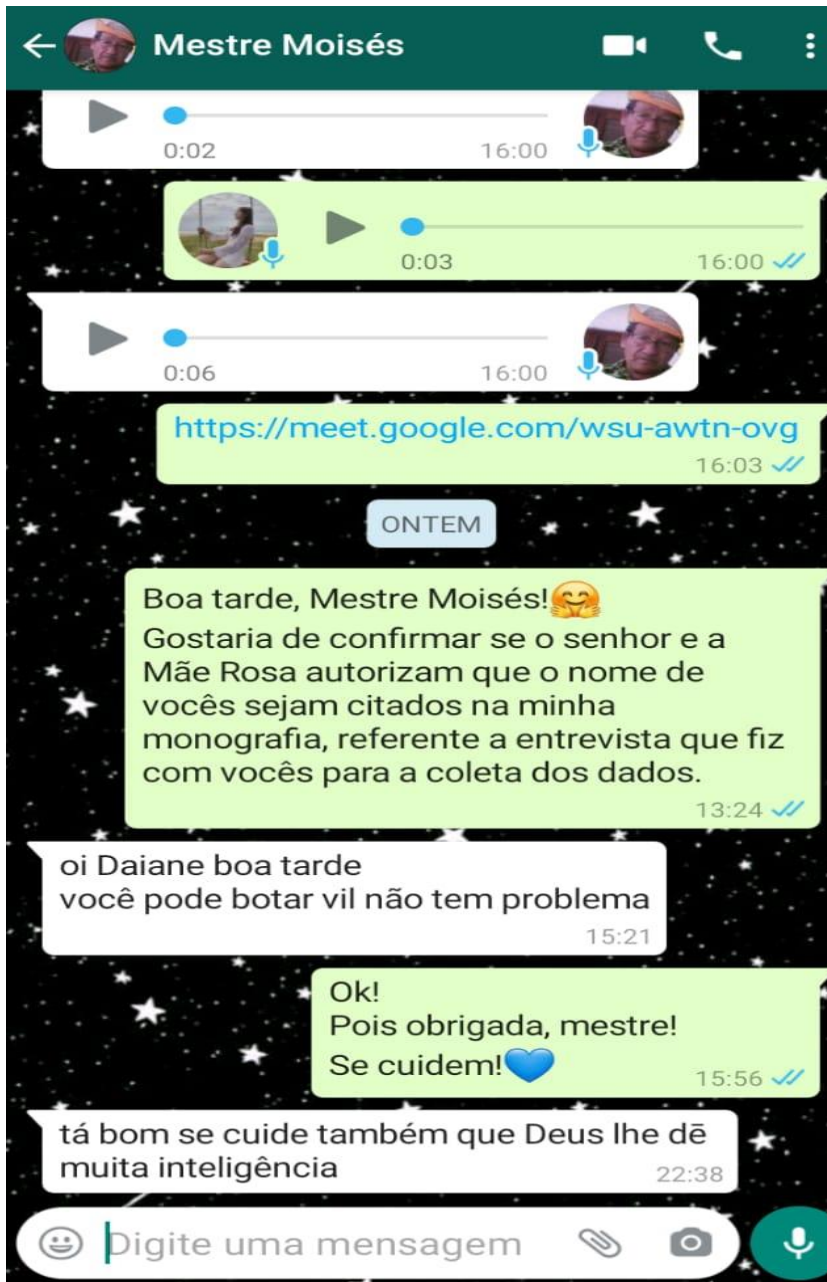 Mestre Moisés
0:02 16:00
0:03 16:00
0:06 16:00
https://meet.google.com/wsu-awtn-ovg
16:03
ONTEM
Boa tarde, Mestre Moisés!🤗
Gostaria de confirmar se o senhor e a
Mãe Rosa autorizam que o nome de
vocês sejam citados na minha
monografia, referente a entrevista que fiz
com vocês para a coleta dos dados.
13:24
oi Daiane boa tarde
você pode botar vil não tem problema
15:21
Ok!
Pois obrigada, mestre!
Se cuidem!💙
15:56
tá bom se cuide também que Deus lhe dē
muita inteligência
22:38
Digite uma mensagem